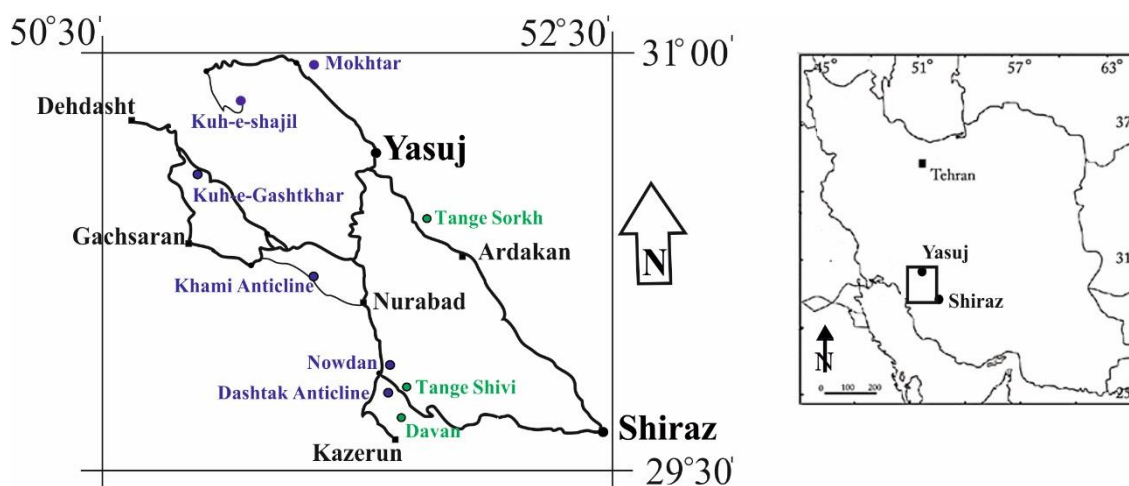 50°30'
52°30'
31°00'
Mokhtar
Dehdasht
Kuh-e-shajil
Yasuj
Kuh-e-Gashtkhar
Tange Sorkh
Gachsaran
Ardakan
Khami Anticline
Nurabad
Nowdan
Tange Shivi
Dashtak Anticline
Davan
Shiraz
Kazerun
29°30'
N
45°
51°
57°
63°
37
Tehran
31
Yasuj
Shiraz
N
0 100 200
25